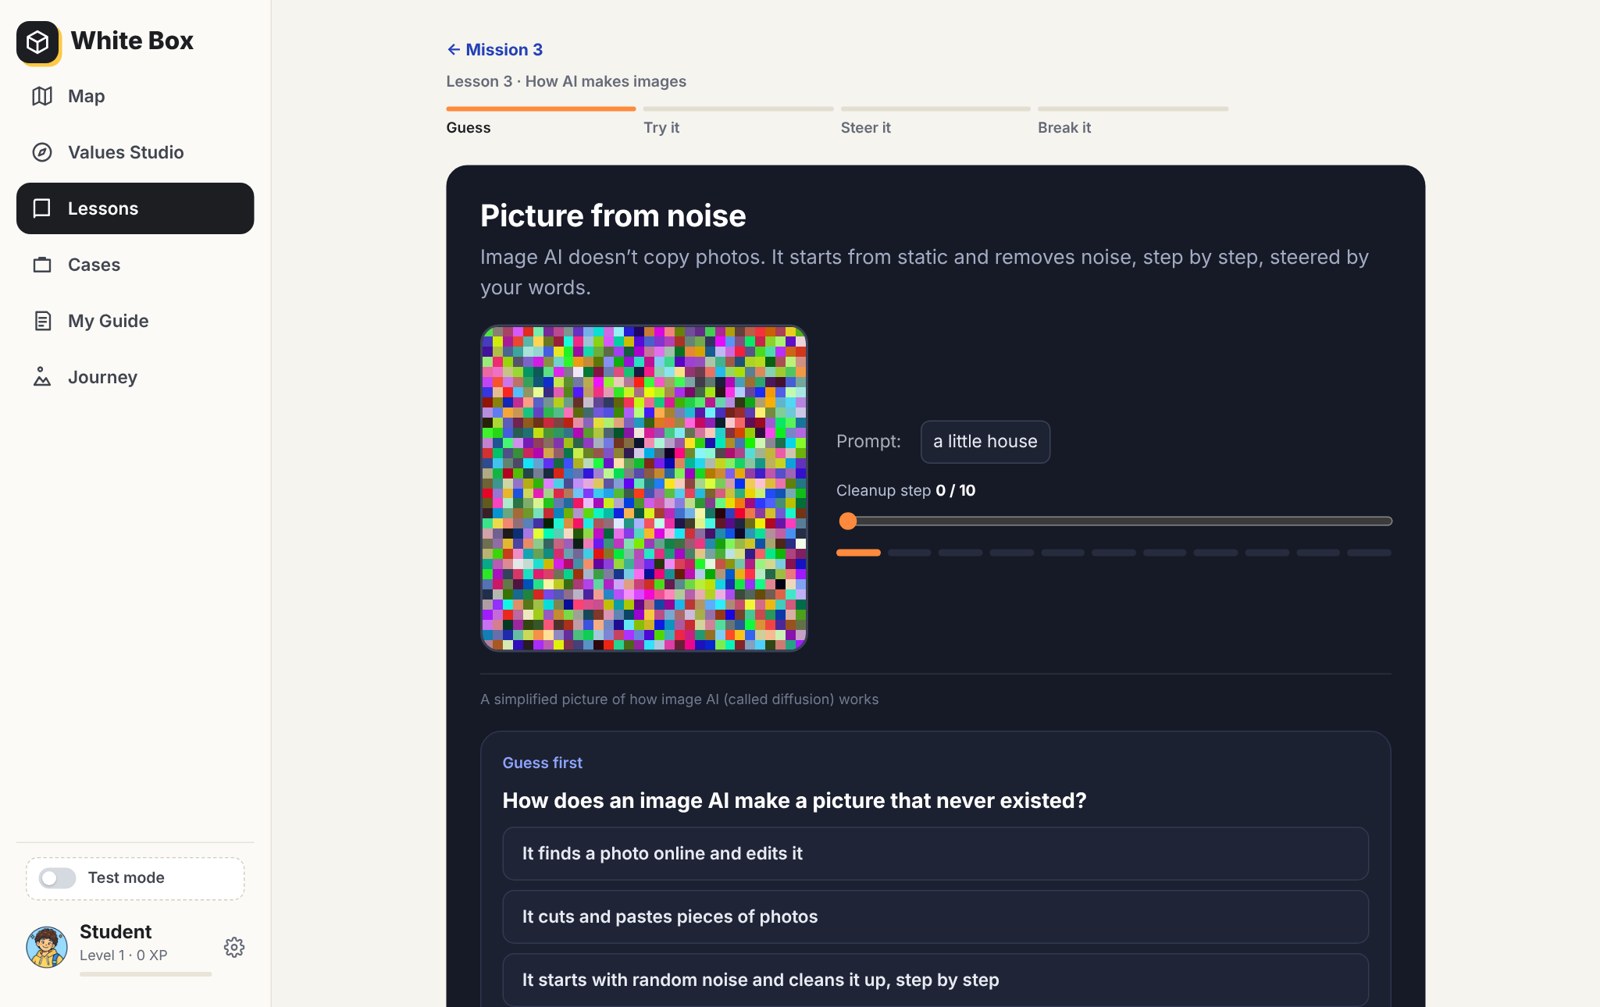 White Box
Map
Values Studio
Lessons
Cases
My Guide
Journey
Test mode
Student
Level 1 · 0 XP
← Mission 3
Lesson 3 · How AI makes images
Guess
Try it
Steer it
Break it
Picture from noise
Image AI doesn’t copy photos. It starts from static and removes noise, step by step, steered by
your words.
Prompt: a little house
Cleanup step 0 / 10
A simplified picture of how image AI (called diffusion) works
Guess first
How does an image AI make a picture that never existed?
It finds a photo online and edits it
It cuts and pastes pieces of photos
It starts with random noise and cleans it up, step by step